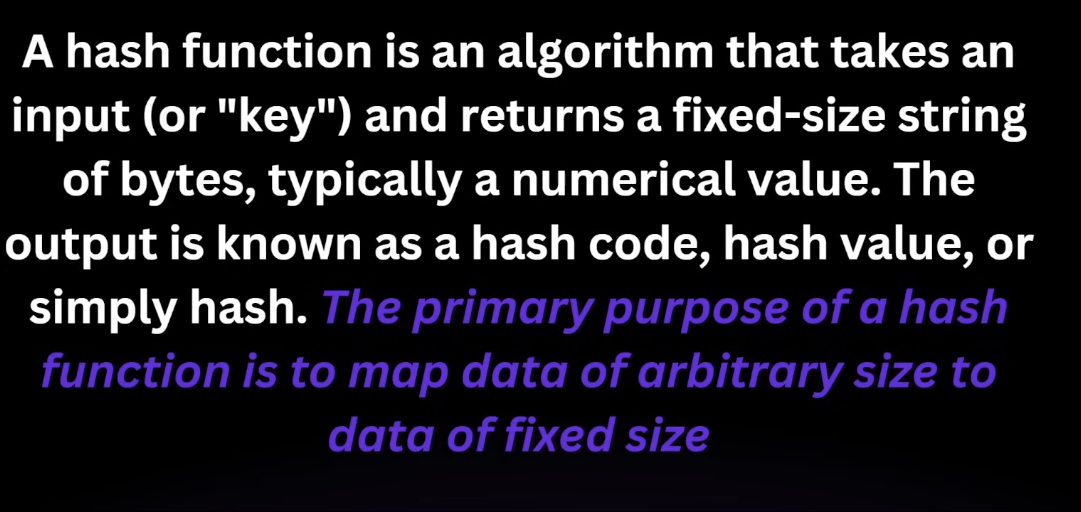 A hash function is an algorithm that takes an
input (or "key") and returns a fixed-size string
of bytes, typically a numerical value. The
output is known as a hash code, hash value, or
simply hash. The primary purpose of a hash
function is to map data of arbitrary size to
data of fixed size